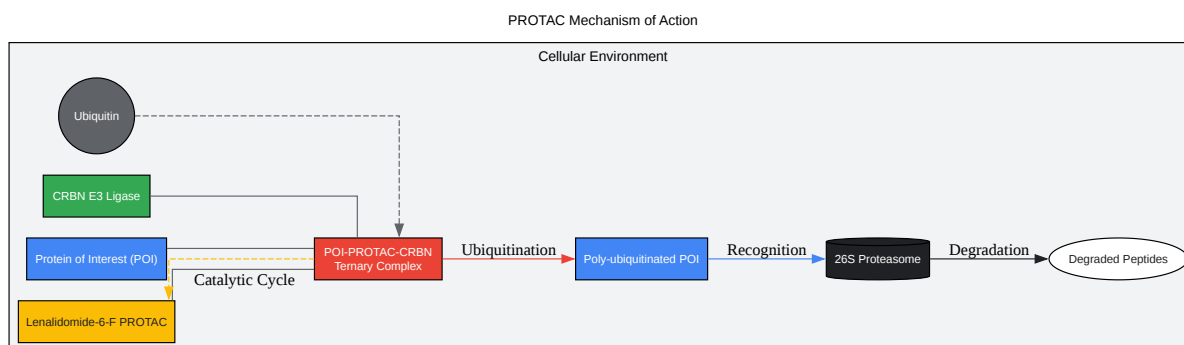 PROTAC Mechanism of Action
Cellular Environment
Ubiquitin
CRBN E3 Ligase
Protein of Interest (POI)
Lenalidomide-6-F PROTAC
Catalytic Cycle
POI-PROTAC-CRBN
Ternary Complex
Ubiquitination
Poly-ubiquitinated POI
Recognition
26S Proteasome
Degradation
Degraded Peptides